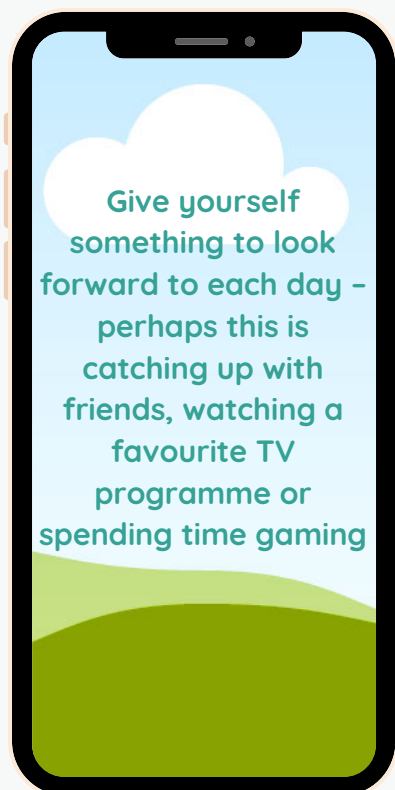 Give yourself
something to look
forward to each day –
perhaps this is
catching up with
friends, watching a
favourite TV
programme or
spending time gaming